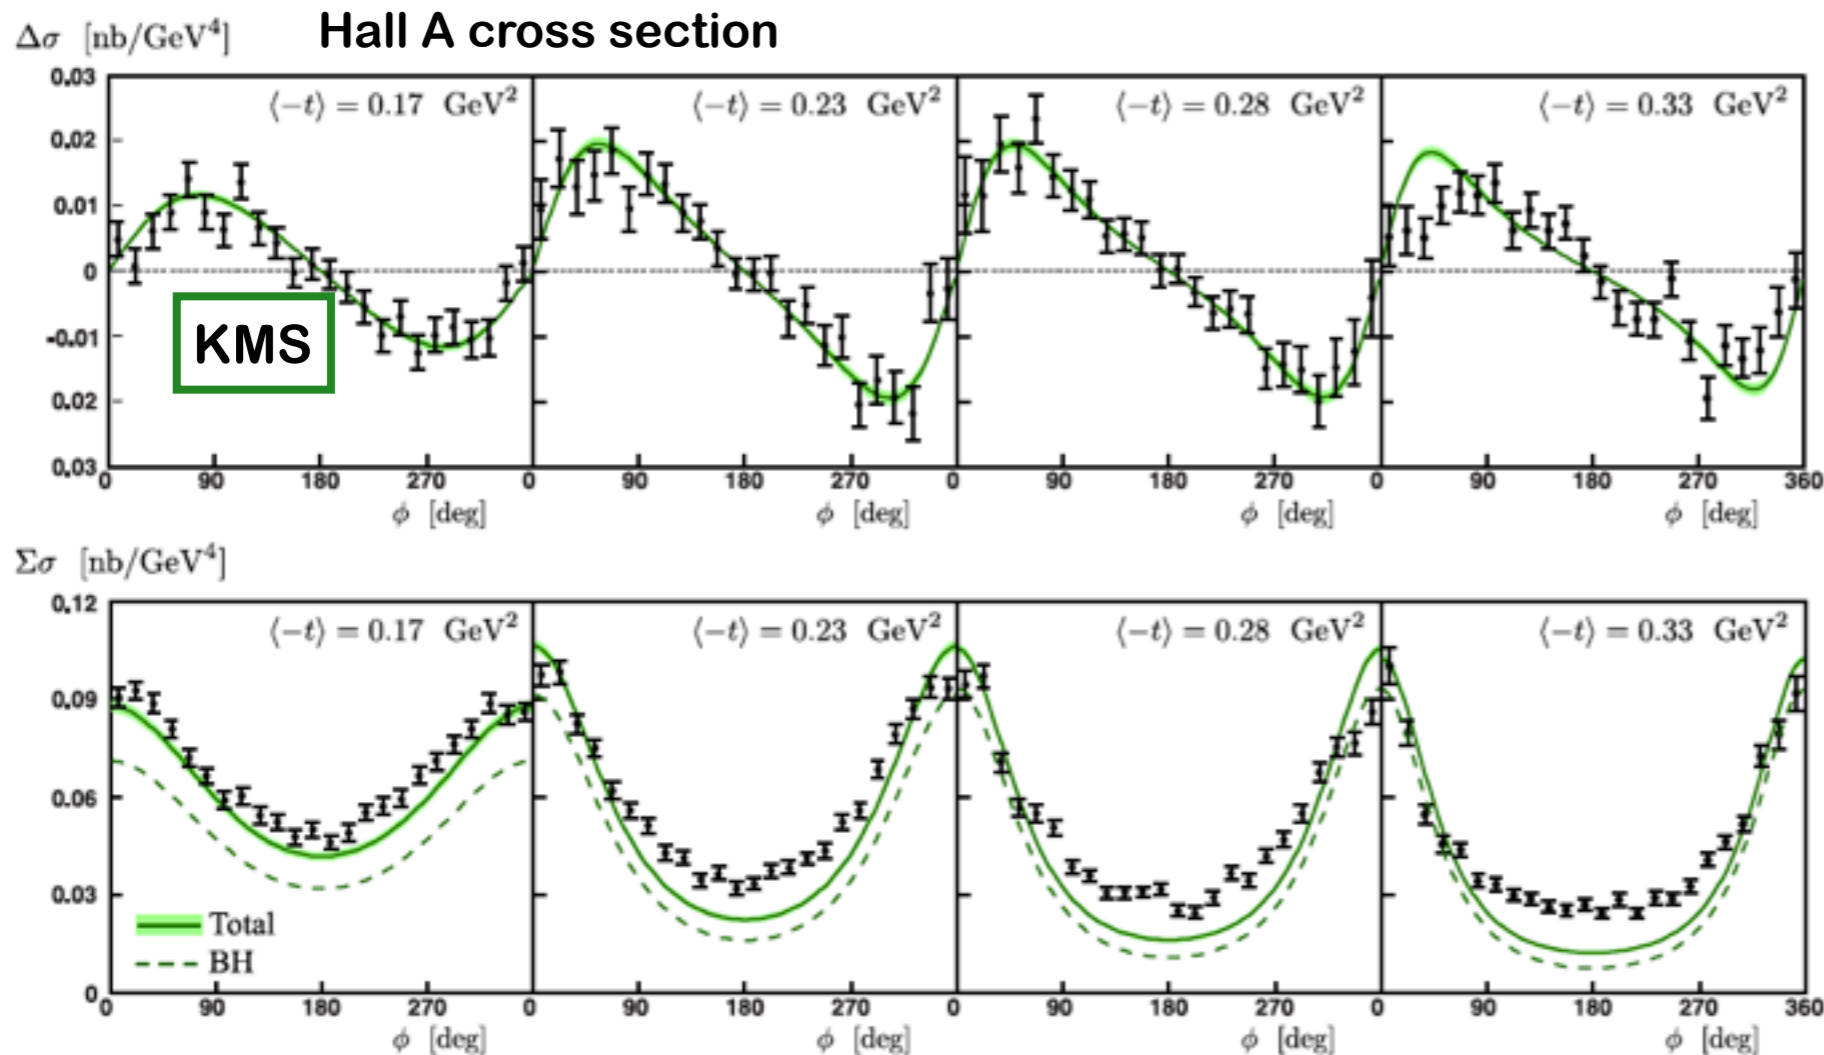 Δσ [nb/GeV⁴] Hall A cross section
0.03
⟨−t⟩ = 0.17 GeV² ⟨−t⟩ = 0.23 GeV² ⟨−t⟩ = 0.28 GeV² ⟨−t⟩ = 0.33 GeV²
0.02
0.01
0
-0.01
KMS
0.02
0.03
0 90 180 270 0 90 180 270 0 90 180 270 0 90 180 270 360
ϕ [deg] ϕ [deg] ϕ [deg] ϕ [deg]
Σσ [nb/GeV⁴]
0.12
⟨−t⟩ = 0.17 GeV² ⟨−t⟩ = 0.23 GeV² ⟨−t⟩ = 0.28 GeV² ⟨−t⟩ = 0.33 GeV²
0.09
0.06
0.03
Total
BH
0
0 90 180 270 0 90 180 270 0 90 180 270 0 90 180 270 360
ϕ [deg] ϕ [deg] ϕ [deg] ϕ [deg]